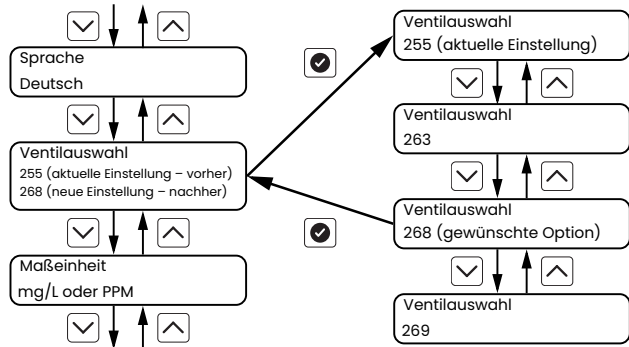 Sprache
Deutsch
Ventilauswahl
255 (aktuelle Einstellung – vorher)
268 (neue Einstellung – nachher)
Maßeinheit
mg/L oder PPM
Ventilauswahl
255 (aktuelle Einstellung)
Ventilauswahl
263
Ventilauswahl
268 (gewünschte Option)
Ventilauswahl
269